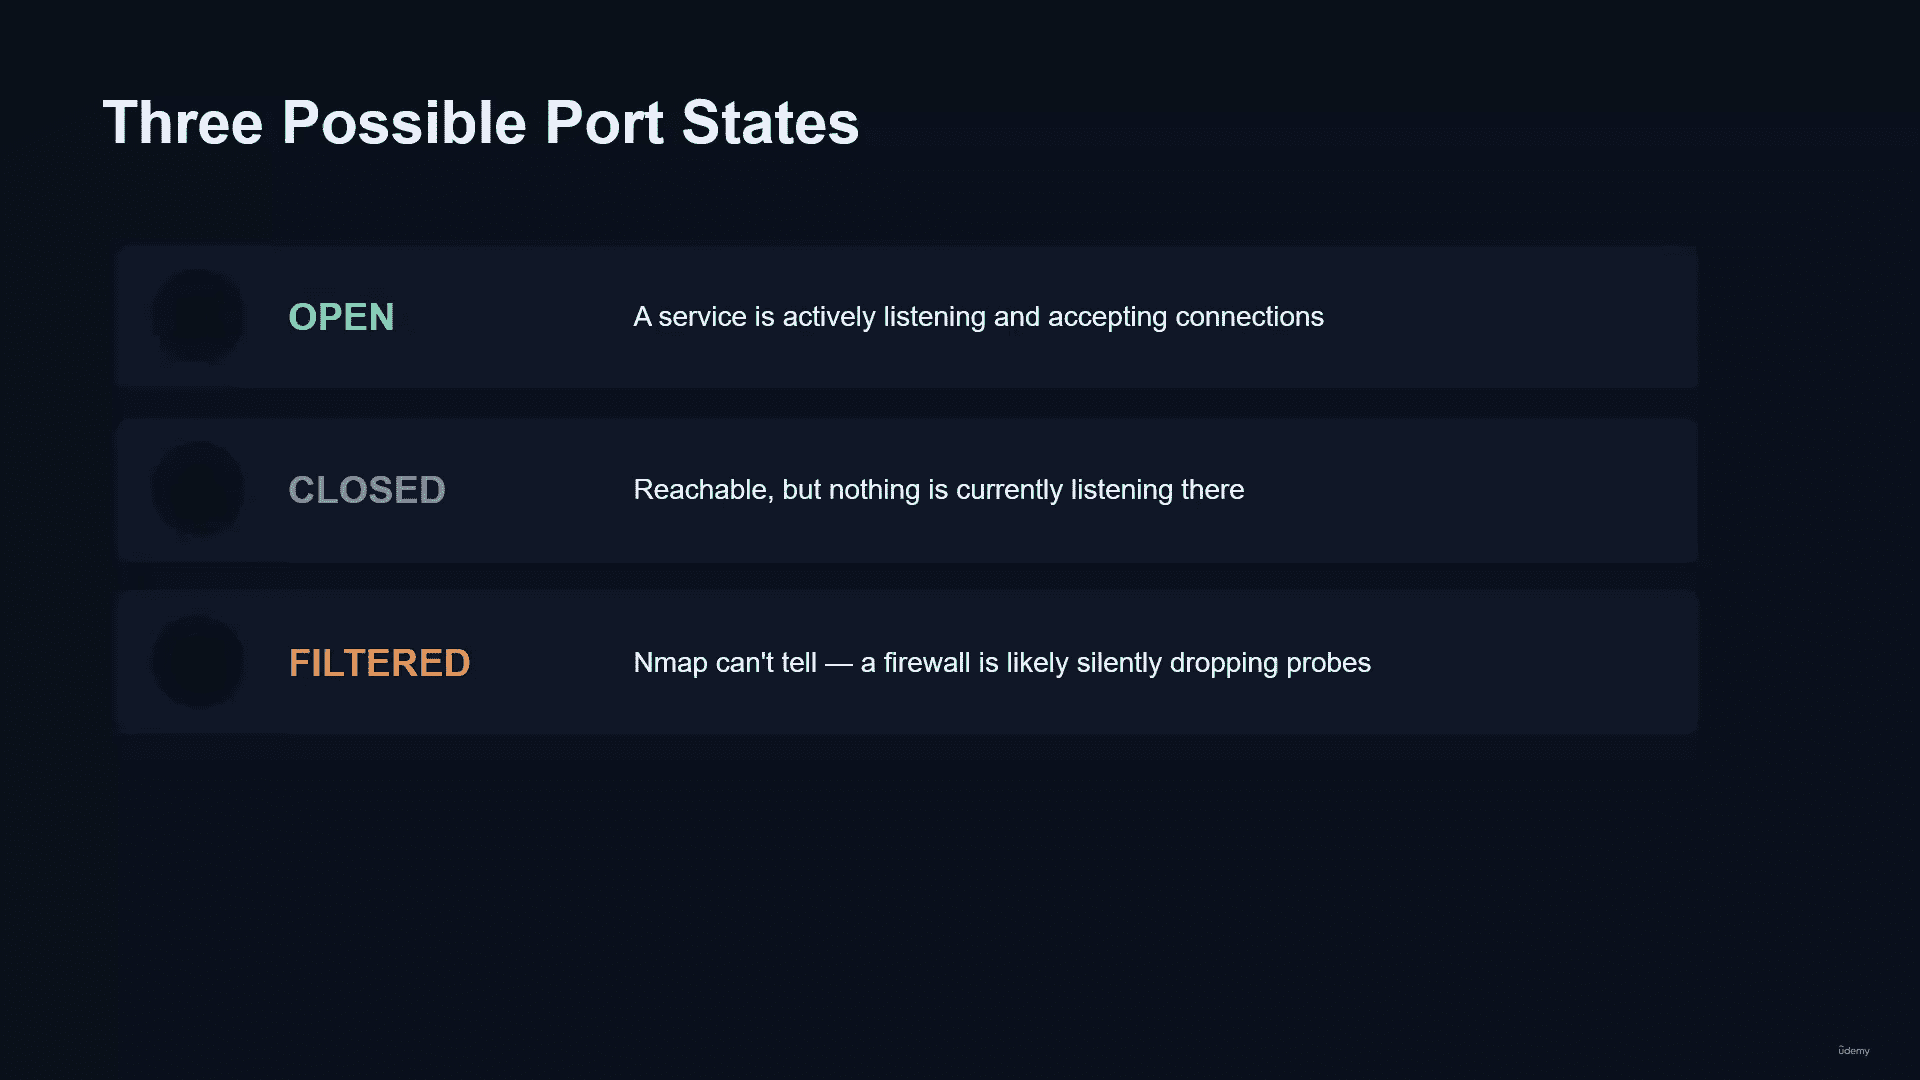 Three Possible Port States
OPEN
A service is actively listening and accepting connections
CLOSED
Reachable, but nothing is currently listening there
FILTERED
Nmap can't tell — a firewall is likely silently dropping probes
ûdemy